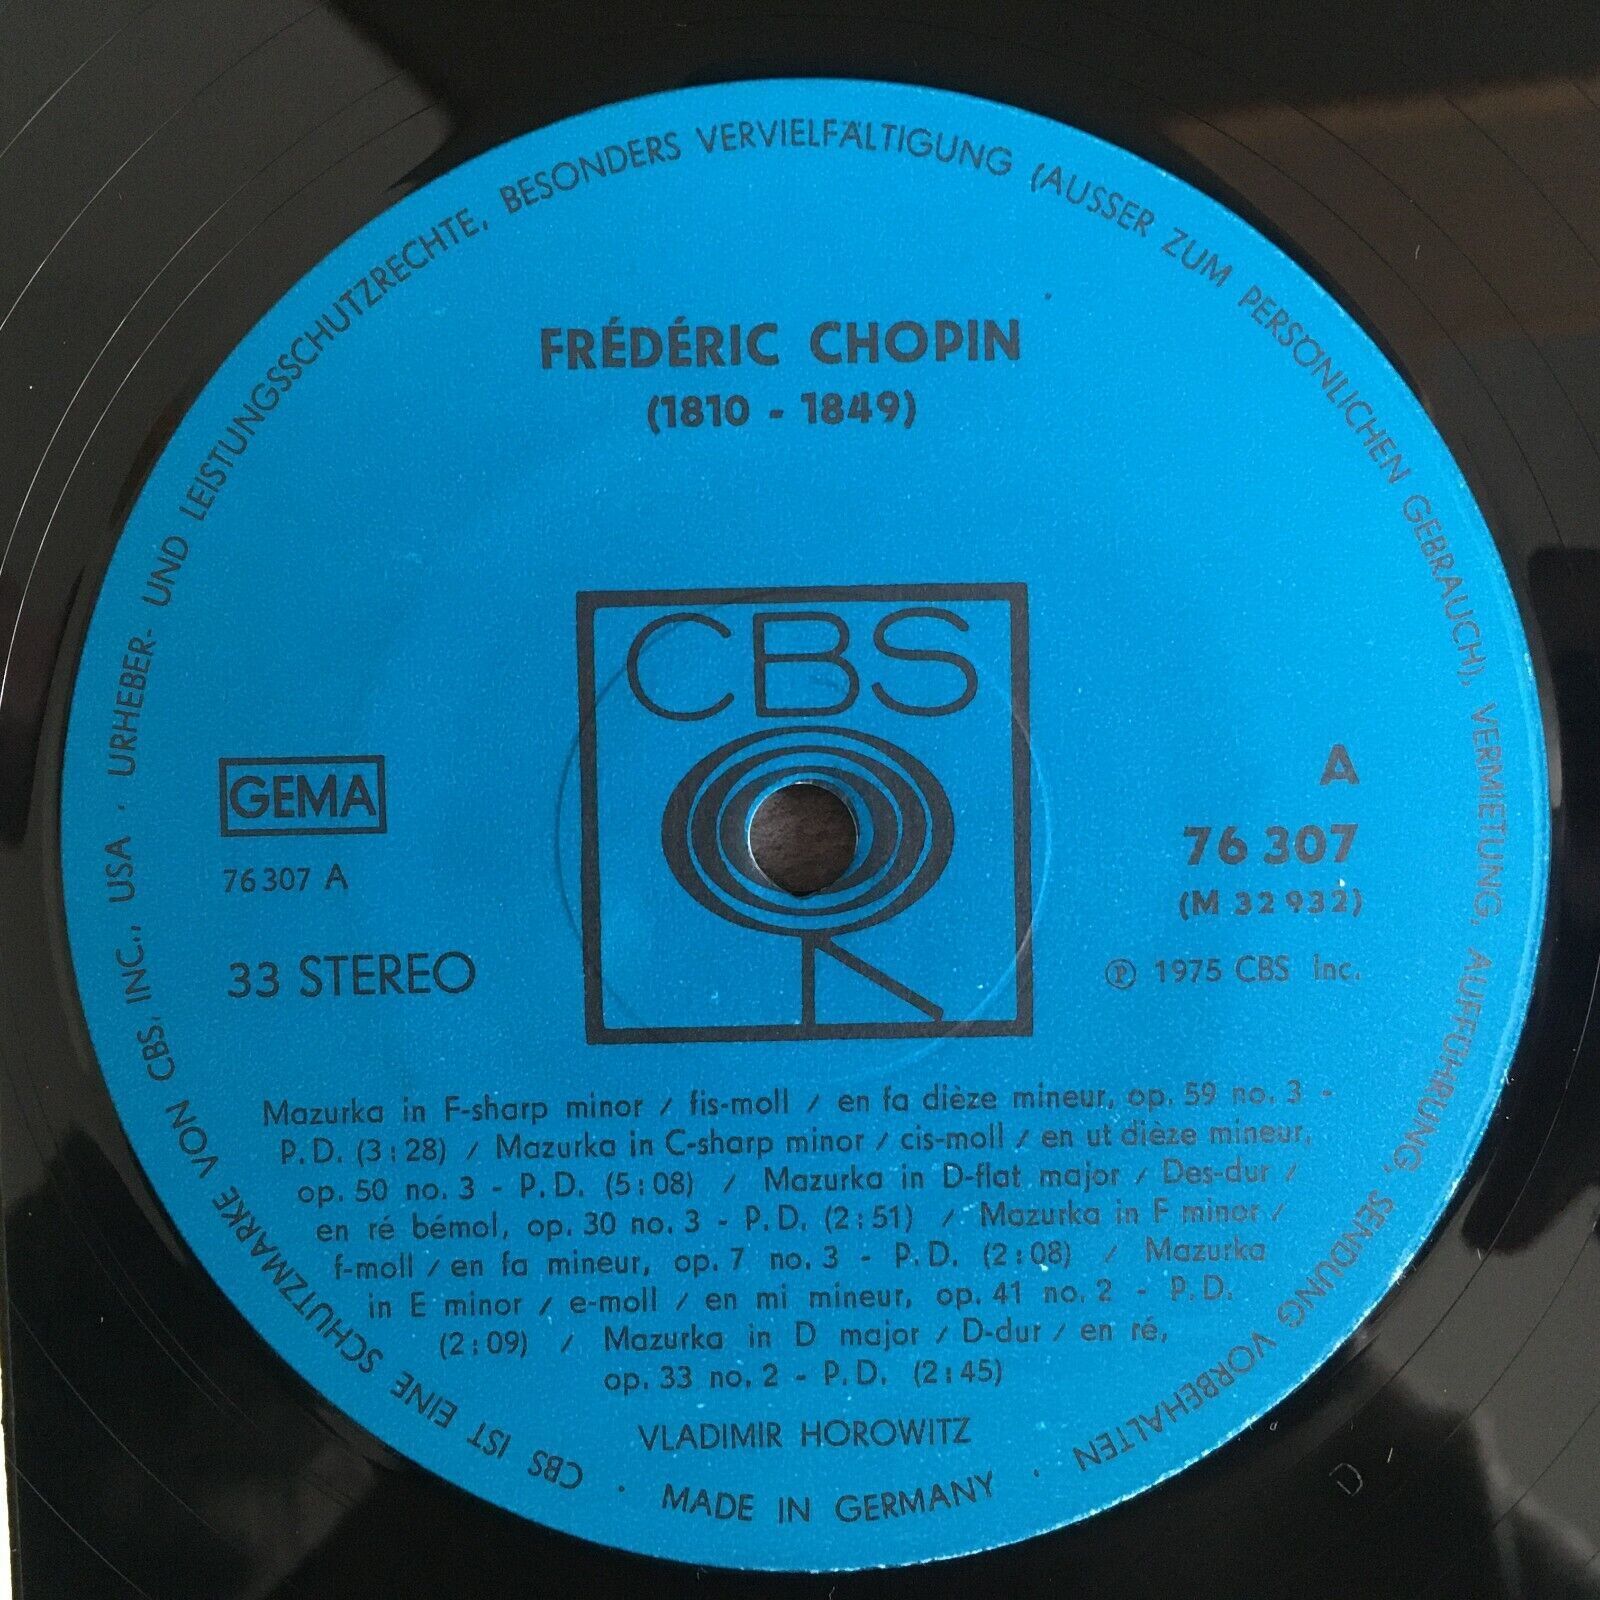 URHEBER- UND LEISTUNGSSCHUTZRECHTE, BESONDERS VERVIELFÄLTIGUNG (AUSSER ZUM PERSÖNLICHEN GEBRAUCH), VERMIETUNG, AUFFÜHRUNG, SENDUNG VORBEHALTEN
FRÉDÉRIC CHOPIN
(1810 - 1849)
CBS
GEMA
A
76 307
76 307 A
(M 32 932)
33 STEREO
℗ 1975 CBS Inc.
Mazurka in F-sharp minor / fis-moll / en fa dièze mineur, op. 59 no. 3 -
P.D. (3:28) / Mazurka in C-sharp minor / cis-moll / en ut dièze mineur,
op. 50 no. 3 - P.D. (5:08) / Mazurka in D-flat major / Des-dur /
en ré bémol, op. 30 no. 3 - P.D. (2:51) / Mazurka in F minor /
f-moll / en fa mineur, op. 7 no. 3 - P.D. (2:08) / Mazurka
in E minor / e-moll / en mi mineur, op. 41 no. 2 - P.D.
(2:09) / Mazurka in D major / D-dur / en ré,
op. 33 no. 2 - P.D. (2:45)
VLADIMIR HOROWITZ
· MADE IN GERMANY ·
CBS IST EINE SCHUTZMARKE VON CBS, INC., USA ·
D